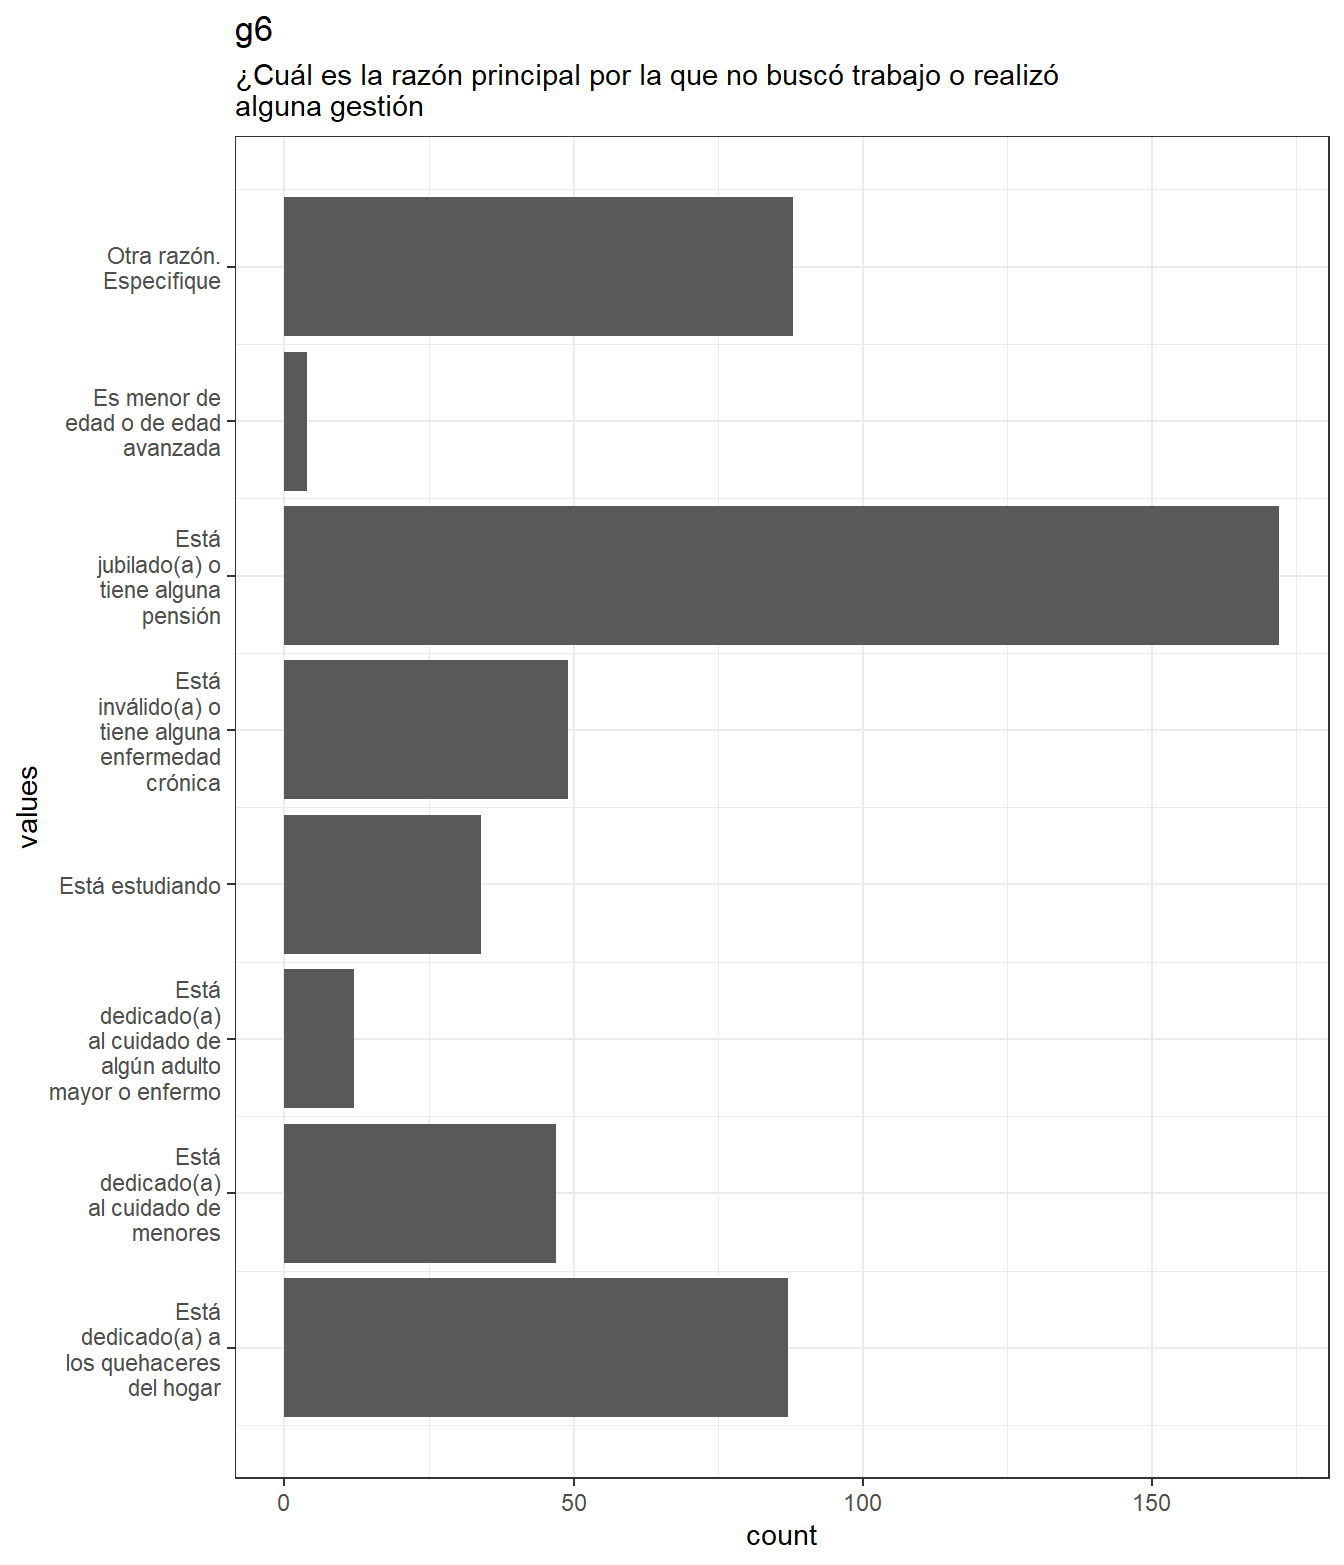 g6
¿Cuál es la razón principal por la que no buscó trabajo o realizó
alguna gestión
Otra razón.
Especifique
Es menor de
edad o de edad
avanzada
Está
jubilado(a) o
tiene alguna
pensión
Está
inválido(a) o
tiene alguna
enfermedad
crónica
Está estudiando
Está
dedicado(a)
al cuidado de
algún adulto
mayor o enfermo
Está
dedicado(a)
al cuidado de
menores
Está
dedicado(a) a
los quehaceres
del hogar
values
0 50 100 150
count